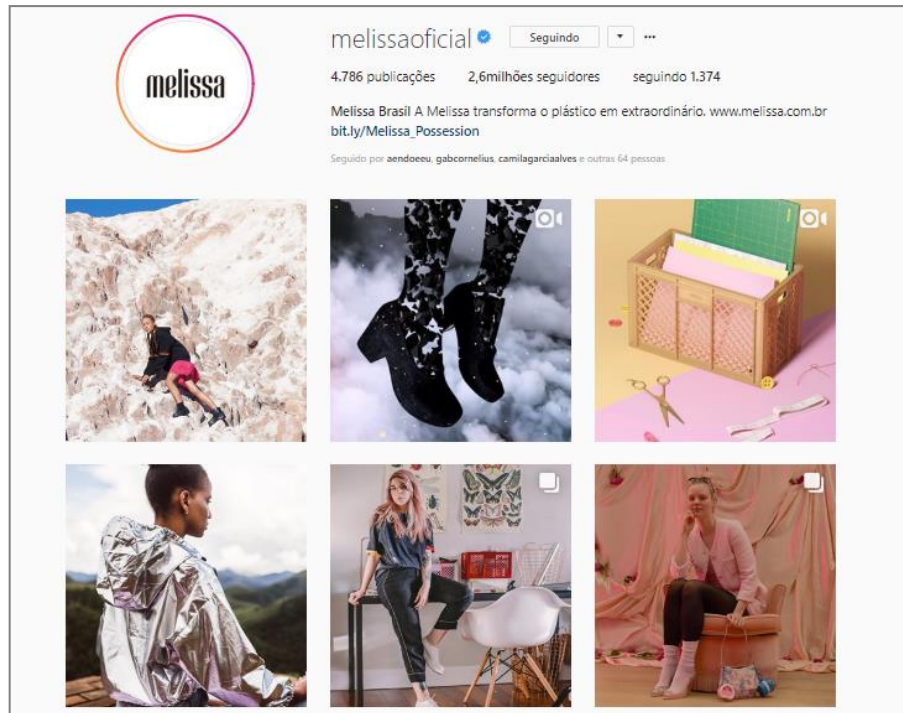 melissa
melissaoficial Seguindo
4.786 publicações 2,6milhões seguidores seguindo 1.374
Melissa Brasil A Melissa transforma o plástico em extraordinário. www.melissa.com.br
bit.ly/Melissa_Possession
Seguido por aendoeeu, gabcornelius, camilagarciaalves e outras 64 pessoas